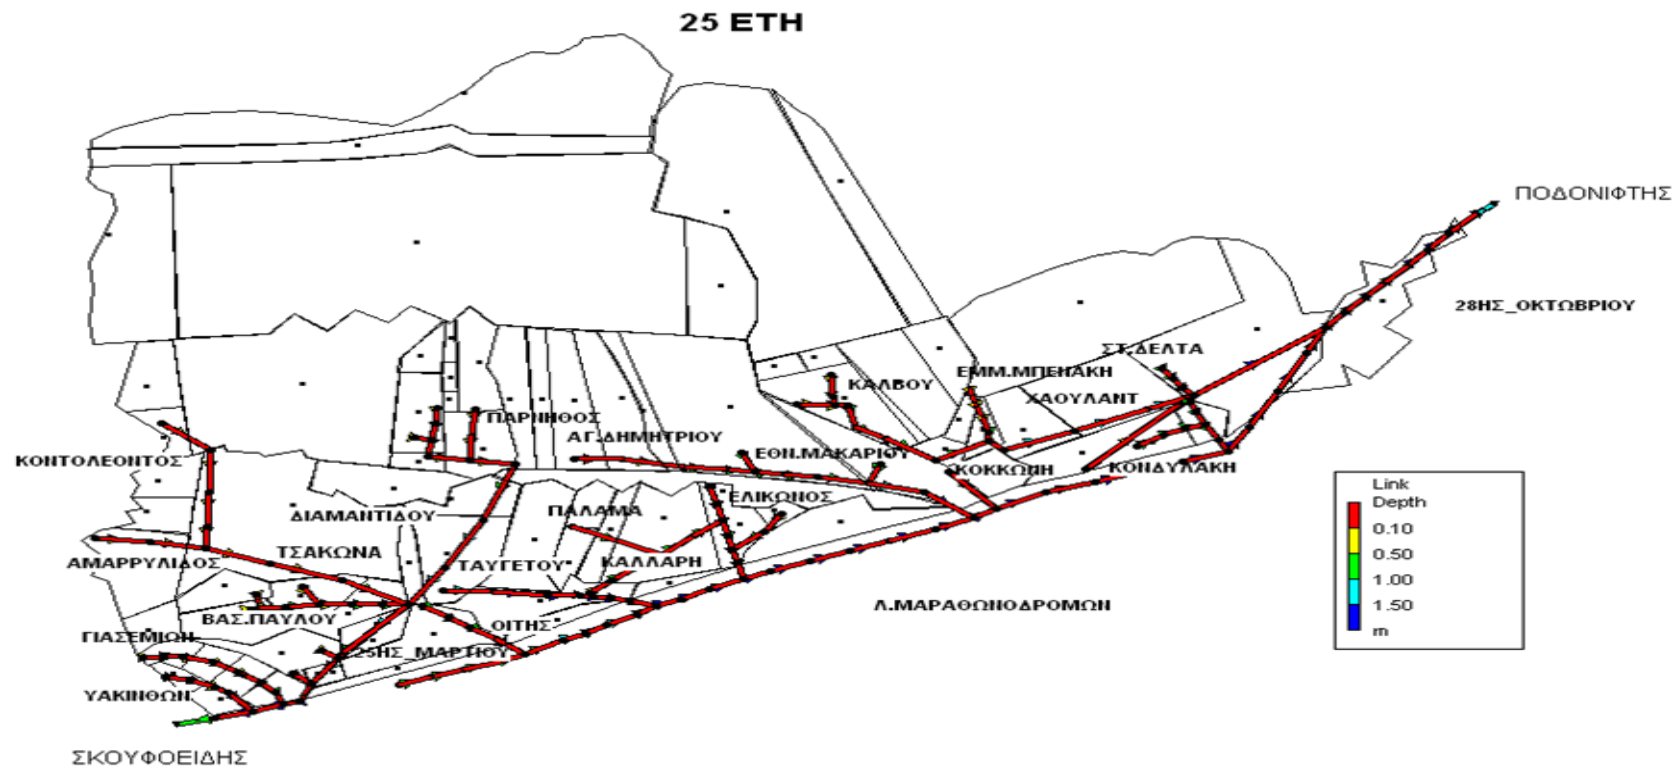 25 ΕΤΗ
ΠΟΔΟΝΙΦΤΗΣ
28ΗΣ_ΟΚΤΩΒΡΙΟΥ
ΣΤ.ΔΕΛΤΑ
ΕΜΜ.ΜΠΕΝΑΚΗ
ΚΑΛΒΟΥ
ΧΑΟΥΛΑΝΤ
ΠΑΡΝΗΘΟΣ
ΑΓ.ΔΗΜΗΤΡΙΟΥ
ΕΘΝ.ΜΑΚΑΡΙΟΥ
ΚΟΝΤΟΛΕΟΝΤΟΣ
ΚΟΚΚΩΝΗ
ΚΟΝΔΥΛΑΚΗ
ΕΛΙΚΩΝΟΣ
ΔΙΑΜΑΝΤΙΔΟΥ
ΠΑΛΑΜΑ
ΤΣΑΚΩΝΑ
ΑΜΑΡΡΥΛΙΔΟΣ
ΤΑΥΓΕΤΟΥ
ΚΑΛΛΑΡΗ
Λ.ΜΑΡΑΘΩΝΟΔΡΟΜΩΝ
ΒΑΣ.ΠΑΥΛΟΥ
ΟΙΤΗΣ
ΓΙΑΣΕΜΙΩΝ
25ΗΣ_ΜΑΡΤΙΟΥ
ΥΑΚΙΝΘΩΝ
ΣΚΟΥΦΟΕΙΔΗΣ
Link
Depth
0.10
0.50
1.00
1.50
m